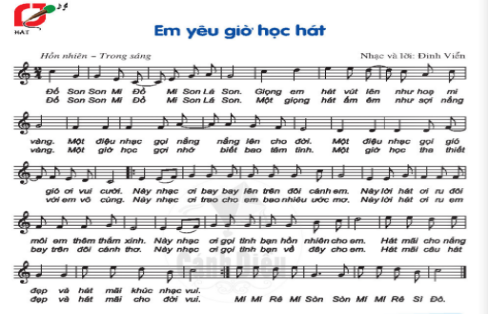 HÁT
Em yêu giờ học hát
Hồn nhiên – Trong sáng
Nhạc và lời: Đinh Viễn
Đồ Son Son Mi Đồ Mi Son Lá Son. Giọng em hát vút lên như hoạ mi
Đồ Son Son Mi Đồ Mi Son Lá Son. Một giọng hát ấm êm như sợi nắng
vàng. Một điệu nhạc gọi nắng nắng lên cho đời. Một điệu nhạc gọi gió
vàng. Một giờ học gọi nhớ biết bao tâm tình. Một giờ học tha thiết
gió ơi vui cười. Này nhạc ơi bay bay lên trên đôi cánh em. Này lời hát ơi ru đôi
với em vô cùng. Này nhạc ơi trao cho em bao nhiêu ước mơ. Này lời hát ơi ru em
môi em thêm thắm xinh. Này nhạc ơi gọi tình bạn hồn nhiên cho em. Hát mãi cho nắng
bay trên đôi cánh thơ. Này nhạc ơi gọi tình bạn về đây cho em. Hát mãi câu hát
đẹp và hát mãi khúc nhạc vui.
đẹp và hát mãi cho đời vui. Mi Mi Rê Si Son Son Mi Mi Rê Si Đô.
Cánh Diều